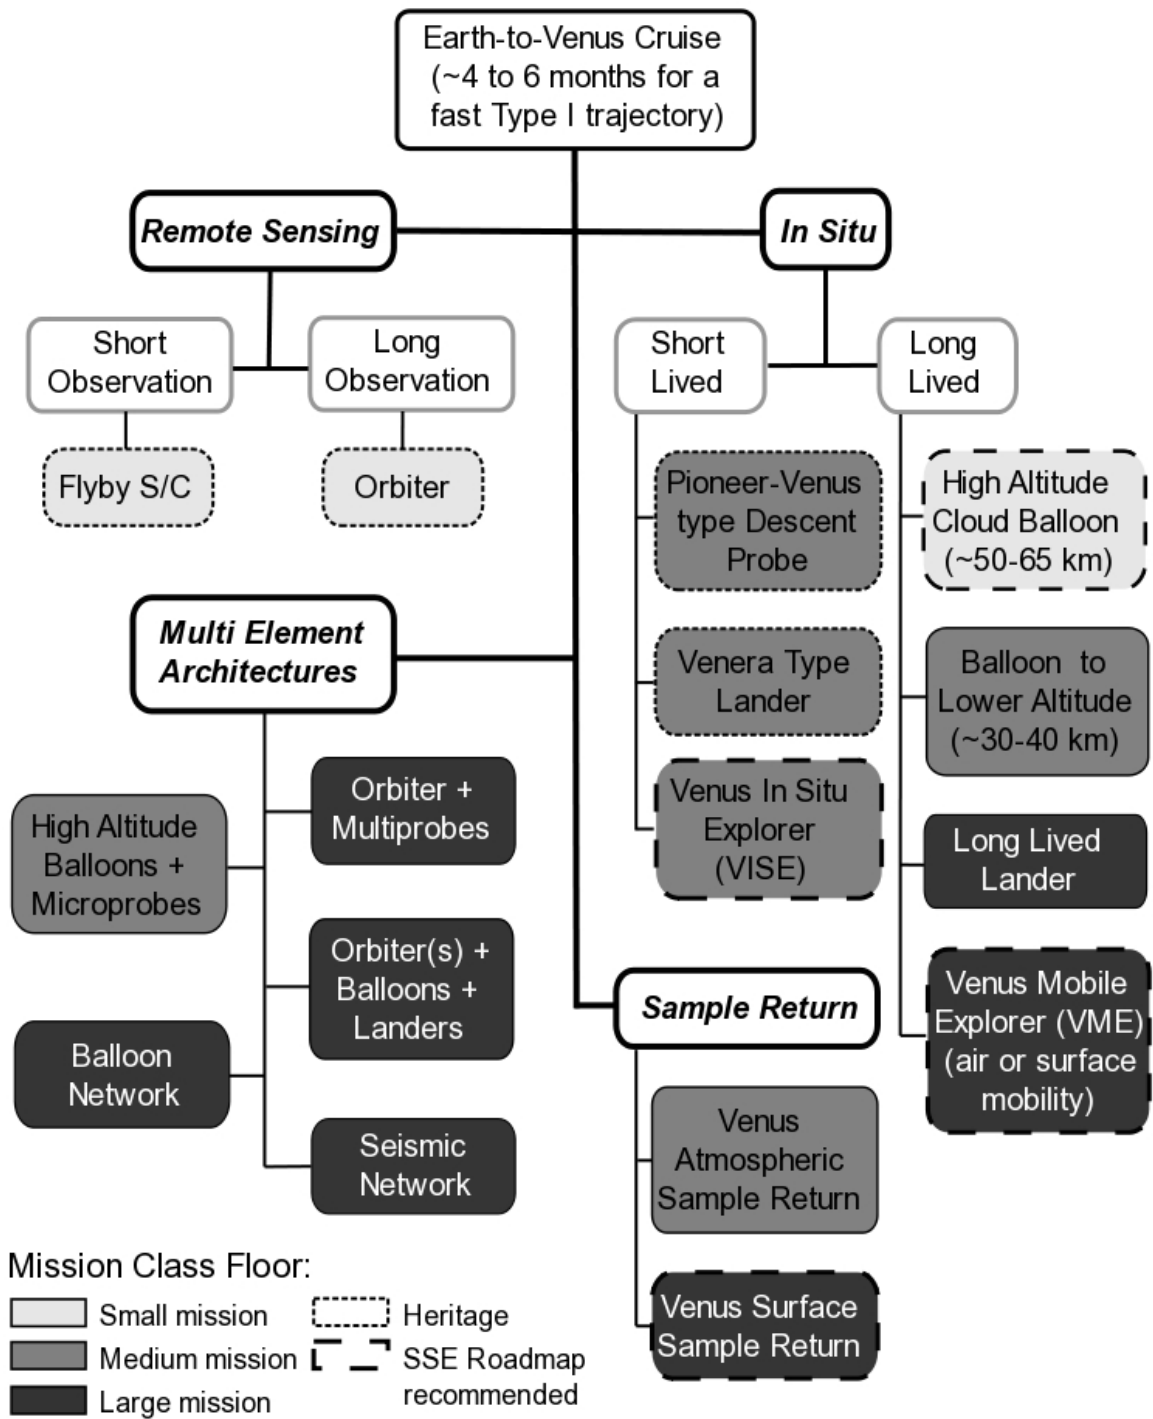 Earth-to-Venus Cruise
(~4 to 6 months for a
fast Type I trajectory)
Remote Sensing
In Situ
Short
Observation
Long
Observation
Flyby S/C
Orbiter
Short
Lived
Long
Lived
Pioneer-Venus
type Descent
Probe
Venera Type
Lander
Venus In Situ
Explorer
(VISE)
High Altitude
Cloud Balloon
(~50-65 km)
Balloon to
Lower Altitude
(~30-40 km)
Long Lived
Lander
Venus Mobile
Explorer (VME)
(air or surface
mobility)
Multi Element
Architectures
Orbiter +
Multiprobes
High Altitude
Balloons +
Microprobes
Orbiter(s) +
Balloons +
Landers
Balloon
Network
Seismic
Network
Sample Return
Venus
Atmospheric
Sample Return
Venus Surface
Sample Return
Mission Class Floor:
Small mission
Medium mission
Large mission
Heritage
SSE Roadmap
recommended